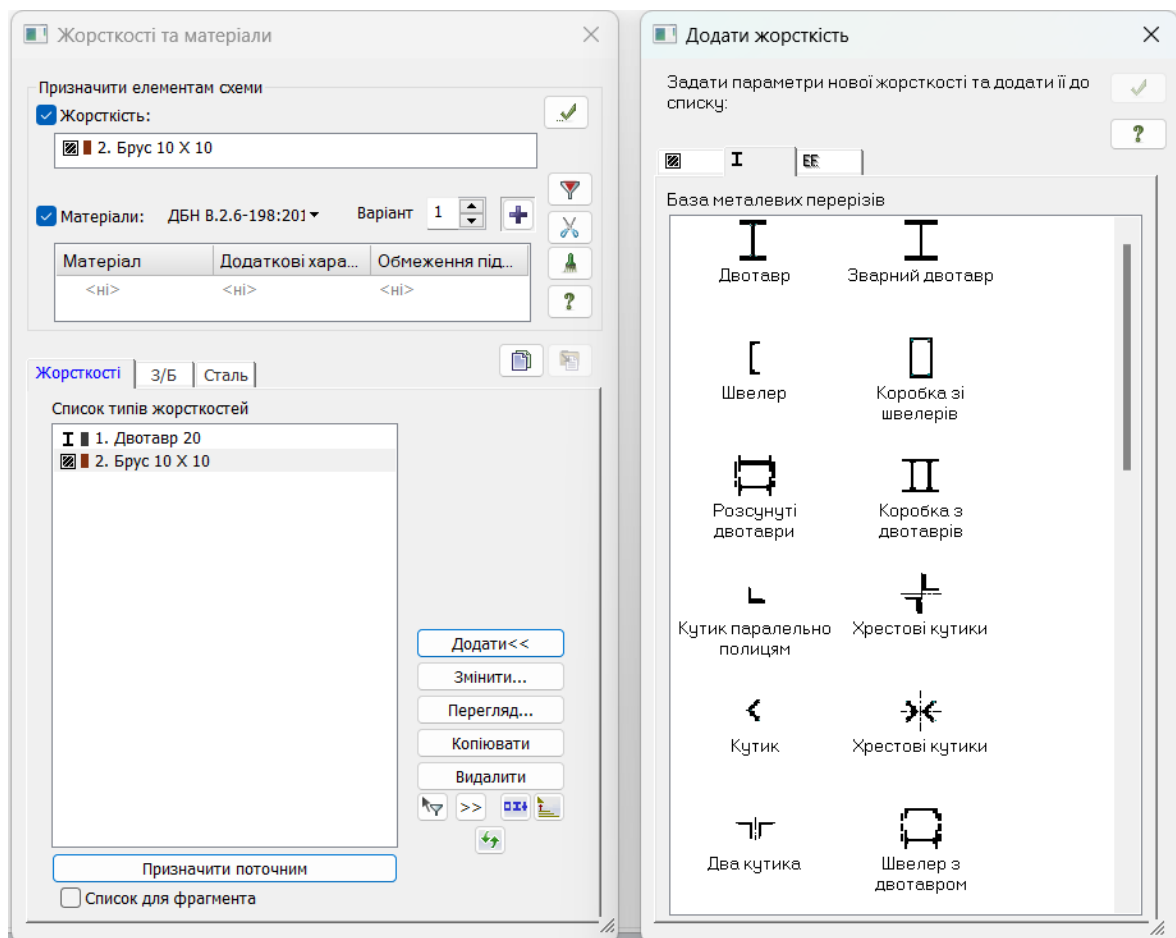 Жорсткості та матеріали
Призначити елементам схеми
Жорсткість:
2. Брус 10 X 10
Матеріали:
ДБН В.2.6-198:201
Варіант
1
Матеріал
Додаткові хара...
Обмеження під...
<ні>
<ні>
<ні>
Жорсткості
З/Б
Сталь
Список типів жорсткостей
1. Двотавр 20
2. Брус 10 X 10
Додати<<
Змінити...
Перегляд...
Копіювати
Видалити
>>
Призначити поточним
Список для фрагмента
Додати жорсткість
Задати параметри нової жорсткості та додати її до
списку:
База металевих перерізів
Двотавр
Зварний двотавр
Швелер
Коробка зі
швелерів
Розсунуті
двотаври
Коробка з
двотаврів
Кутик паралельно
полицям
Хрестові кутики
Кутик
Хрестові кутики
Два кутика
Швелер з
двотавром